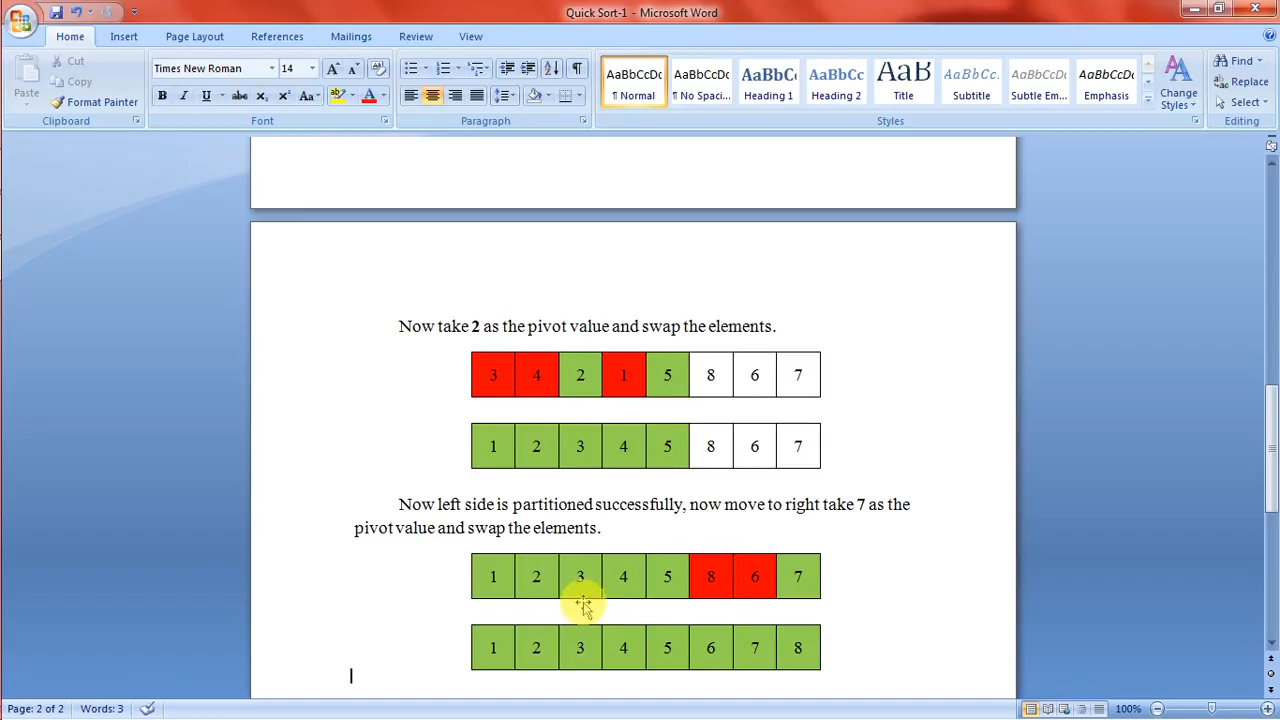 Quick Sort-1 - Microsoft Word
Home Insert Page Layout References Mailings Review View
Paste Cut Copy Format Painter
Times New Roman 14
B I U abc x₂ x² Aa A
AaBbCcDc AaBbCcDc AaBbC AaBbCc AaB AaBbCc. AaBbCcDc AaBbCcDc
¶ Normal ¶ No Spaci... Heading 1 Heading 2 Title Subtitle Subtle Em... Emphasis
Change Styles
Find Replace Select
Clipboard Font Paragraph Styles Editing
Now take 2 as the pivot value and swap the elements.
3 4 2 1 5 8 6 7
1 2 3 4 5 8 6 7
Now left side is partitioned successfully, now move to right take 7 as the
pivot value and swap the elements.
1 2 3 4 5 8 6 7
1 2 3 4 5 6 7 8
Page: 2 of 2 Words: 3 100%